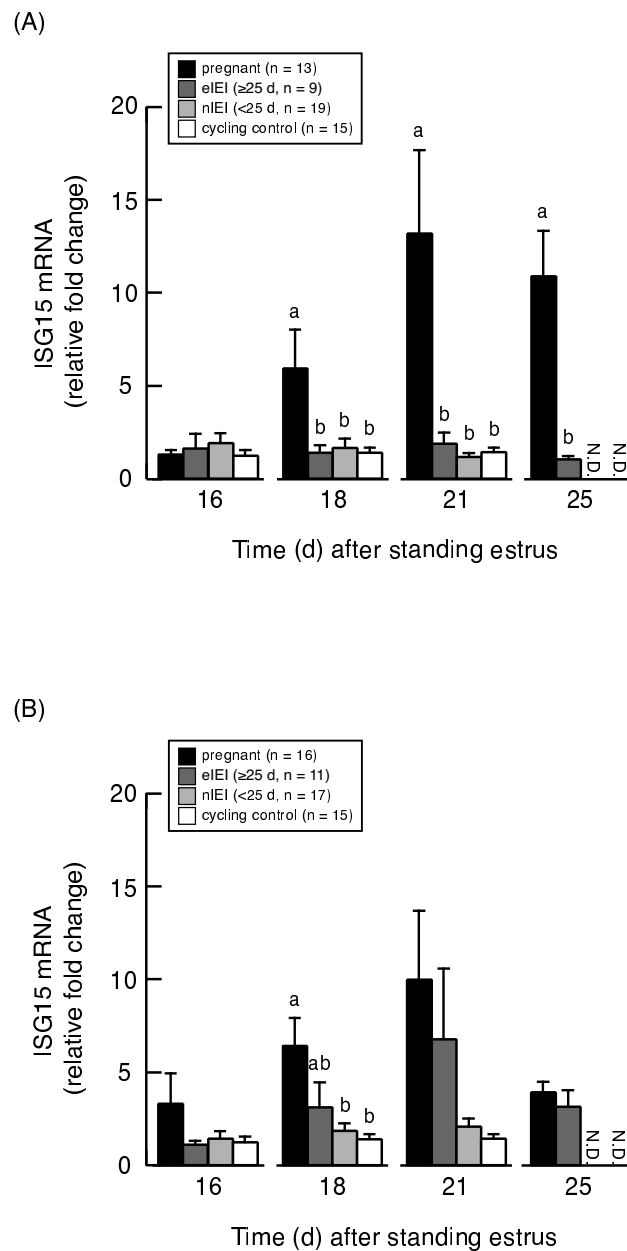 (A)
pregnant (n = 13)
eIEI (≥25 d, n = 9)
nIEI (<25 d, n = 19)
cycling control (n = 15)
ISG15 mRNA
(relative fold change)
20
15
10
5
0
a
b
b
b
a
b
b
b
a
b
N.D.
N.D.
16
18
21
25
Time (d) after standing estrus
(B)
pregnant (n = 16)
eIEI (≥25 d, n = 11)
nIEI (<25 d, n = 17)
cycling control (n = 15)
ISG15 mRNA
(relative fold change)
20
15
10
5
0
a
ab
b
b
N.D.
N.D.
16
18
21
25
Time (d) after standing estrus